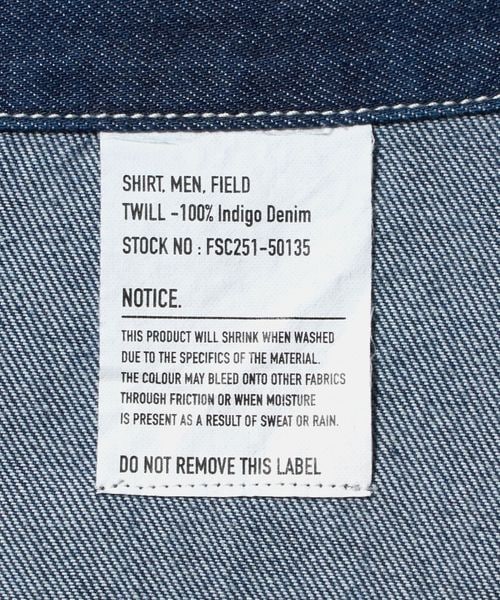 SHIRT, MEN, FIELD
TWILL -100% Indigo Denim
STOCK NO : FSC251-50135
NOTICE.
THIS PRODUCT WILL SHRINK WHEN WASHED
DUE TO THE SPECIFICS OF THE MATERIAL.
THE COLOUR MAY BLEED ONTO OTHER FABRICS
THROUGH FRICTION OR WHEN MOISTURE
IS PRESENT AS A RESULT OF SWEAT OR RAIN.
DO NOT REMOVE THIS LABEL